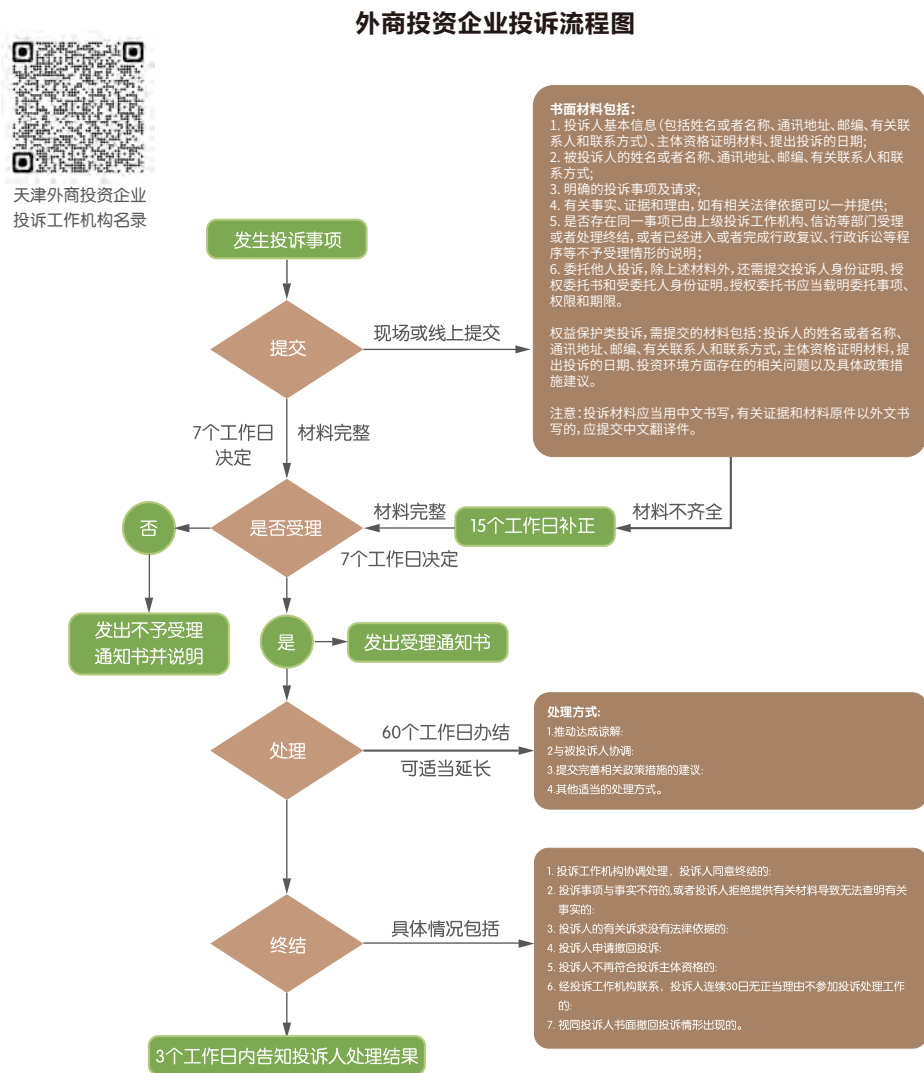 外商投资企业投诉流程图
天津外商投资企业
投诉工作机构名录
书面材料包括：
1. 投诉人基本信息（包括姓名或者名称、通讯地址、邮编、有关联
系人和联系方式）、主体资格证明材料、提出投诉的日期；
2. 被投诉人的姓名或者名称、通讯地址、邮编、有关联系人和联
系方式；
3. 明确的投诉事项及请求；
4. 有关事实、证据和理由，如有相关法律依据可以一并提供；
5. 是否存在同一事项已由上级投诉工作机构、信访等部门受理
或者处理终结，或者已经进入或者完成行政复议、行政诉讼等程
序等不予受理情形的说明；
6. 委托他人投诉，除上述材料外，还需提交投诉人身份证明、授
权委托书和受委托人身份证明。授权委托书应当载明委托事项、
权限和期限。
权益保护类投诉，需提交的材料包括：投诉人的姓名或者名称、
通讯地址、邮编、有关联系人和联系方式，主体资格证明材料，提
出投诉的日期、投资环境方面存在的相关问题以及具体政策措
施建议。
注意：投诉材料应当用中文书写，有关证据和材料原件以外文书
写的，应提交中文翻译件。
发生投诉事项
提交
现场或线上提交
7个工作日
决定
材料完整
是否受理
否
材料完整
7个工作日决定
15个工作日补正
材料不齐全
发出不予受理
通知书并说明
是
发出受理通知书
处理
60个工作日办结
可适当延长
处理方式:
1.推动达成谅解:
2与被投诉人协调:
3.提交完善相关政策措施的建议:
4.其他适当的处理方式。
终结
具体情况包括
1. 投诉工作机构协调处理，投诉人同意终结的:
2. 投诉事项与事实不符的,或者投诉人拒绝提供有关材料导致无法查明有关
事实的:
3. 投诉人的有关诉求没有法律依据的:
4. 投诉人申请撤回投诉:
5. 投诉人不再符合投诉主体资格的:
6. 经投诉工作机构联系，投诉人连续30日无正当理由不参加投诉处理工作
的:
7. 视同投诉人书面撤回投诉情形出现的。
3个工作日内告知投诉人处理结果